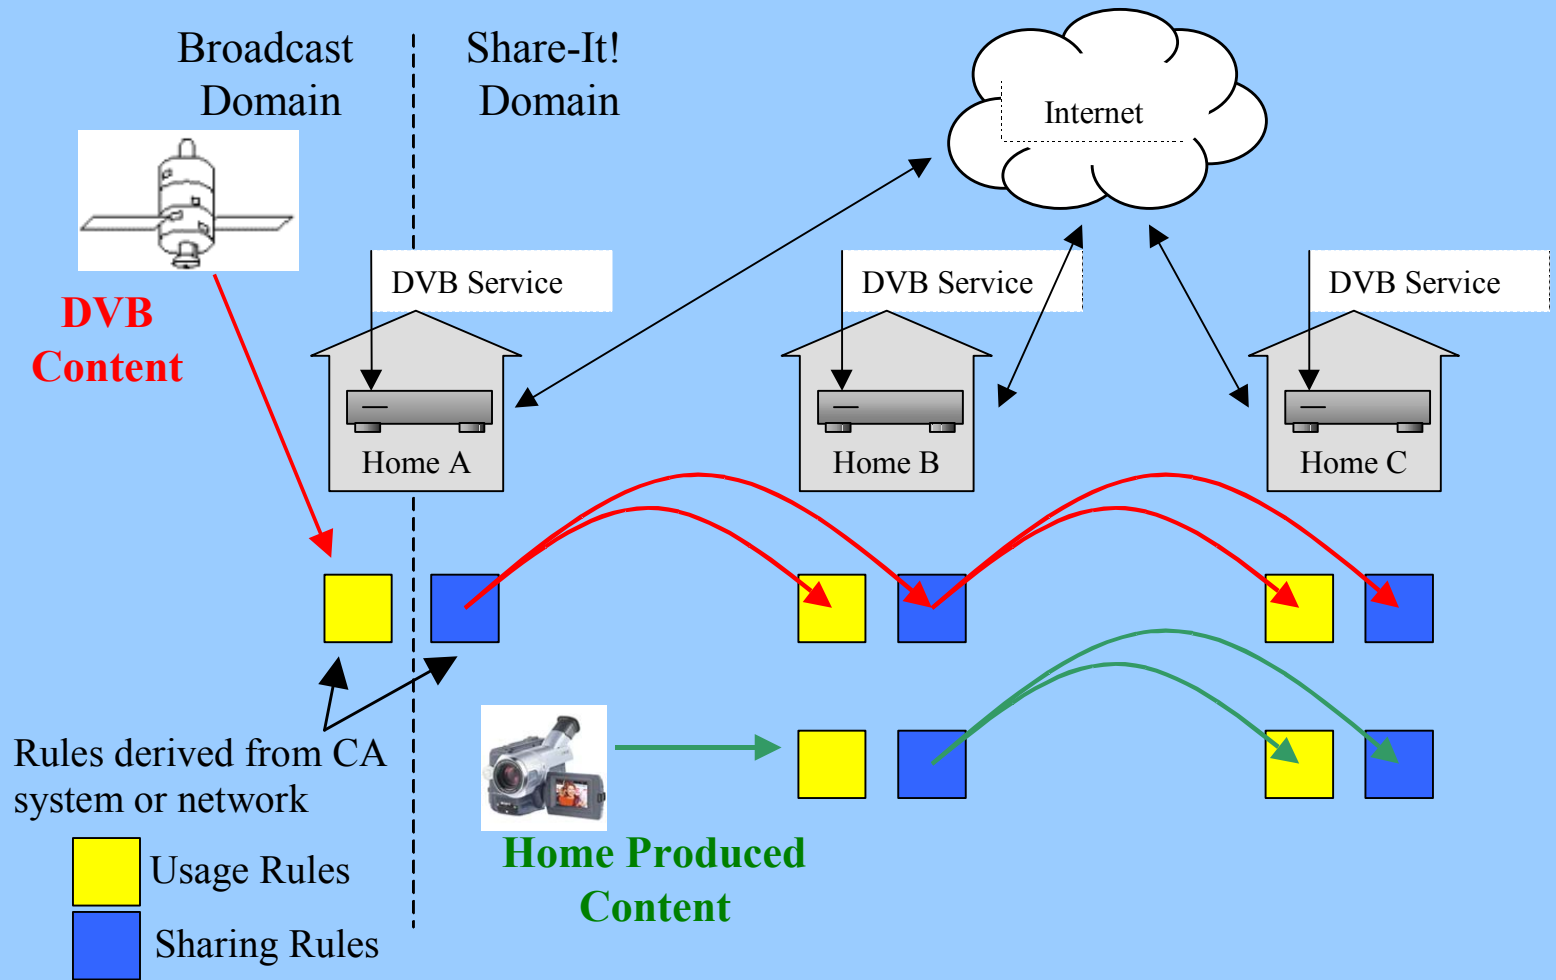 Broadcast
Domain
Share-It!
Domain
Internet
DVB
Content
DVB Service
DVB Service
DVB Service
Home A
Home B
Home C
Rules derived from CA
system or network
Home Produced
Content
Usage Rules
Sharing Rules